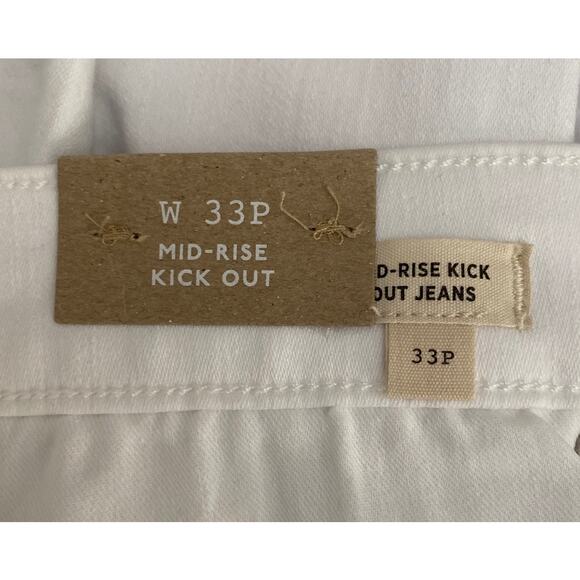 W 33P
MID-RISE
KICK OUT
D-RISE KICK
OUT JEANS
33P